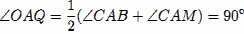 ∠OAQ = 1/2(∠CAB + ∠CAM) = 90°